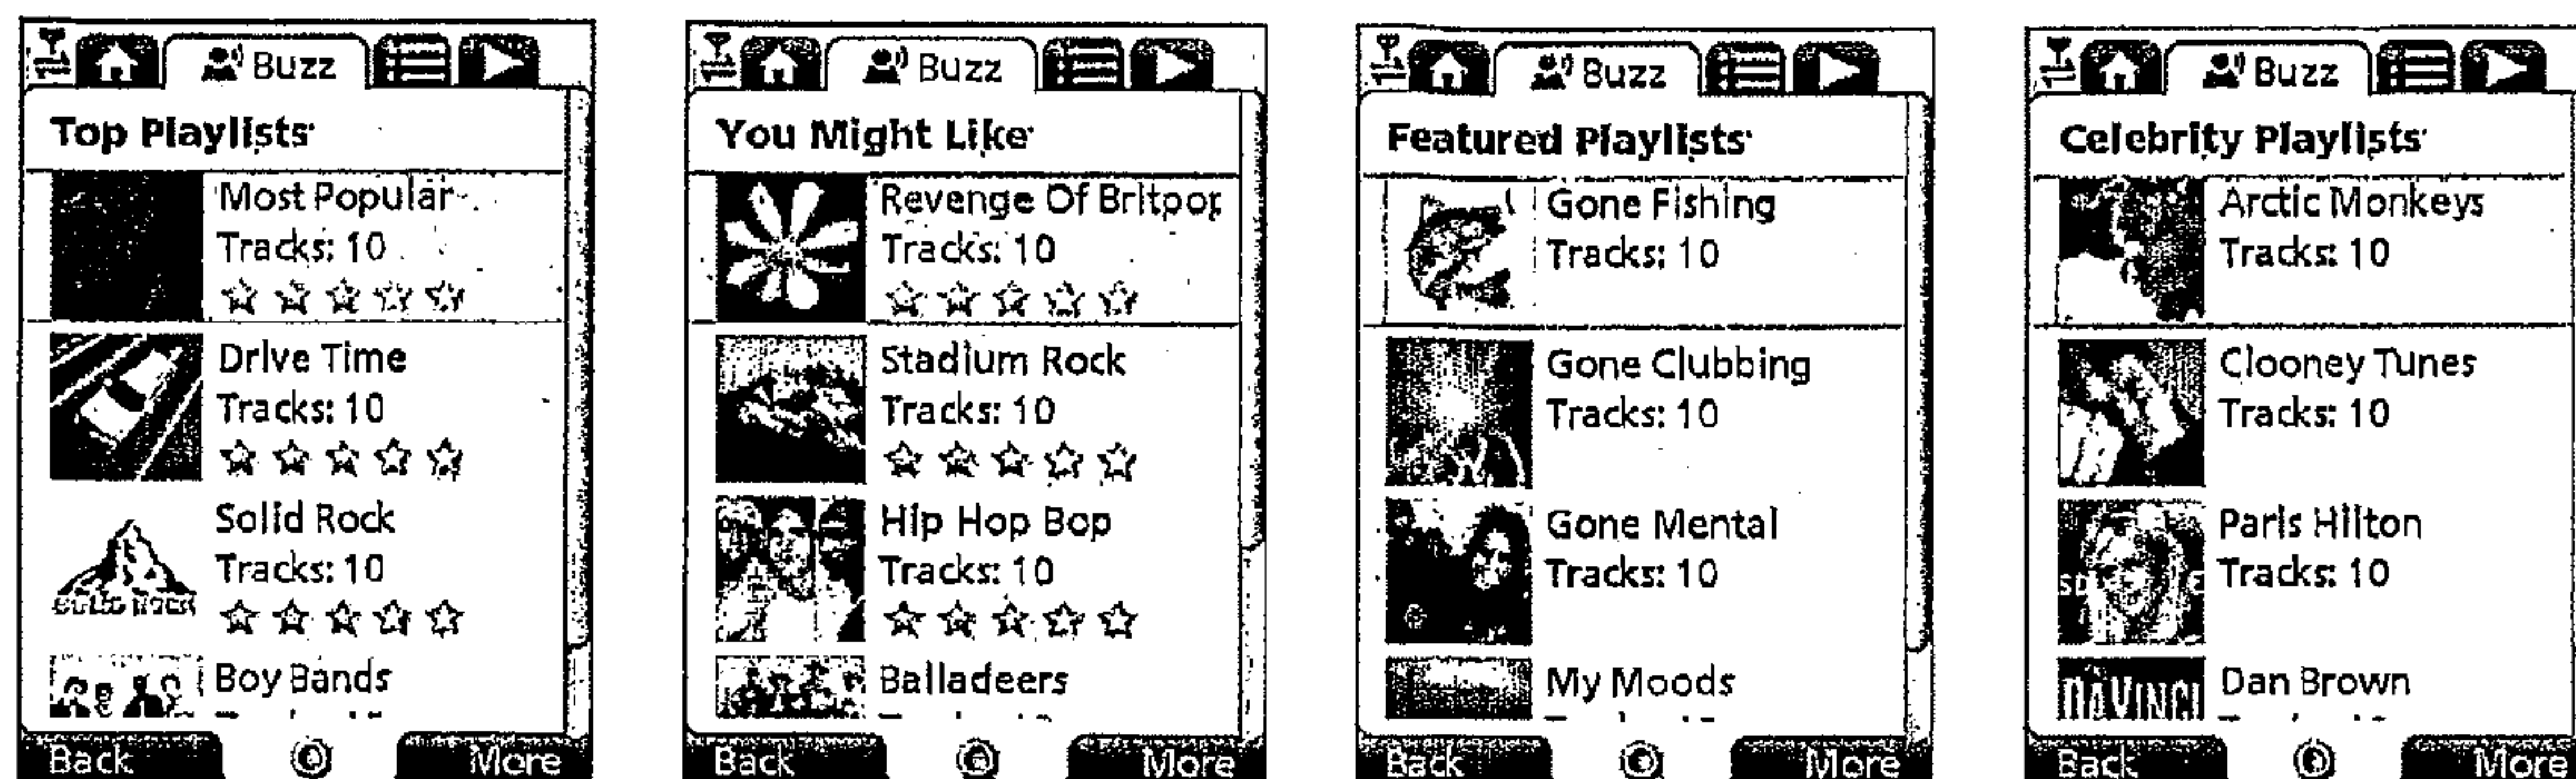 Buzz
Top Playlists
Most Popular
Tracks: 10
Drive Time
Tracks: 10
SOLID ROCK
Solid Rock
Tracks: 10
Boy Bands
Back
More
Buzz
You Might Like
Revenge Of Britpop
Tracks: 10
Stadium Rock
Tracks: 10
Hip Hop Bop
Tracks: 10
Balladeers
Back
More
Buzz
Featured Playlists
Gone Fishing
Tracks: 10
Gone Clubbing
Tracks: 10
Gone Mental
Tracks: 10
My Moods
Back
More
Buzz
Celebrity Playlists
Arctic Monkeys
Tracks: 10
Clooney Tunes
Tracks: 10
Paris Hilton
Tracks: 10
DAVINCI
Dan Brown
Back
More